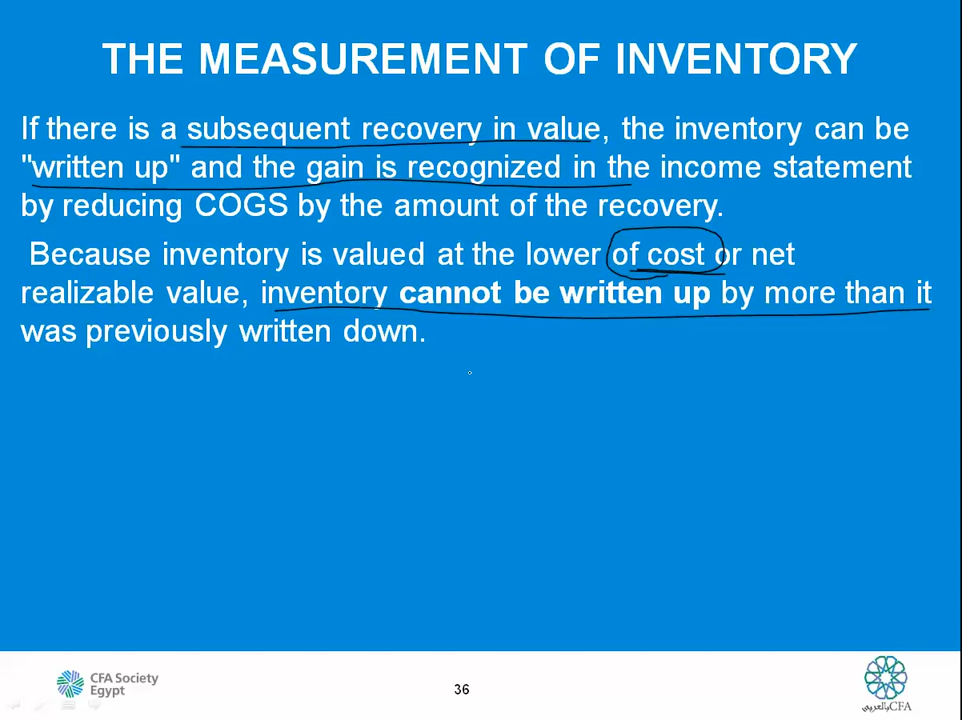 THE MEASUREMENT OF INVENTORY
If there is a subsequent recovery in value, the inventory can be
"written up" and the gain is recognized in the income statement
by reducing COGS by the amount of the recovery.
Because inventory is valued at the lower of cost or net
realizable value, inventory cannot be written up by more than it
was previously written down.
CFA Society
Egypt
36
CFAبالعربي